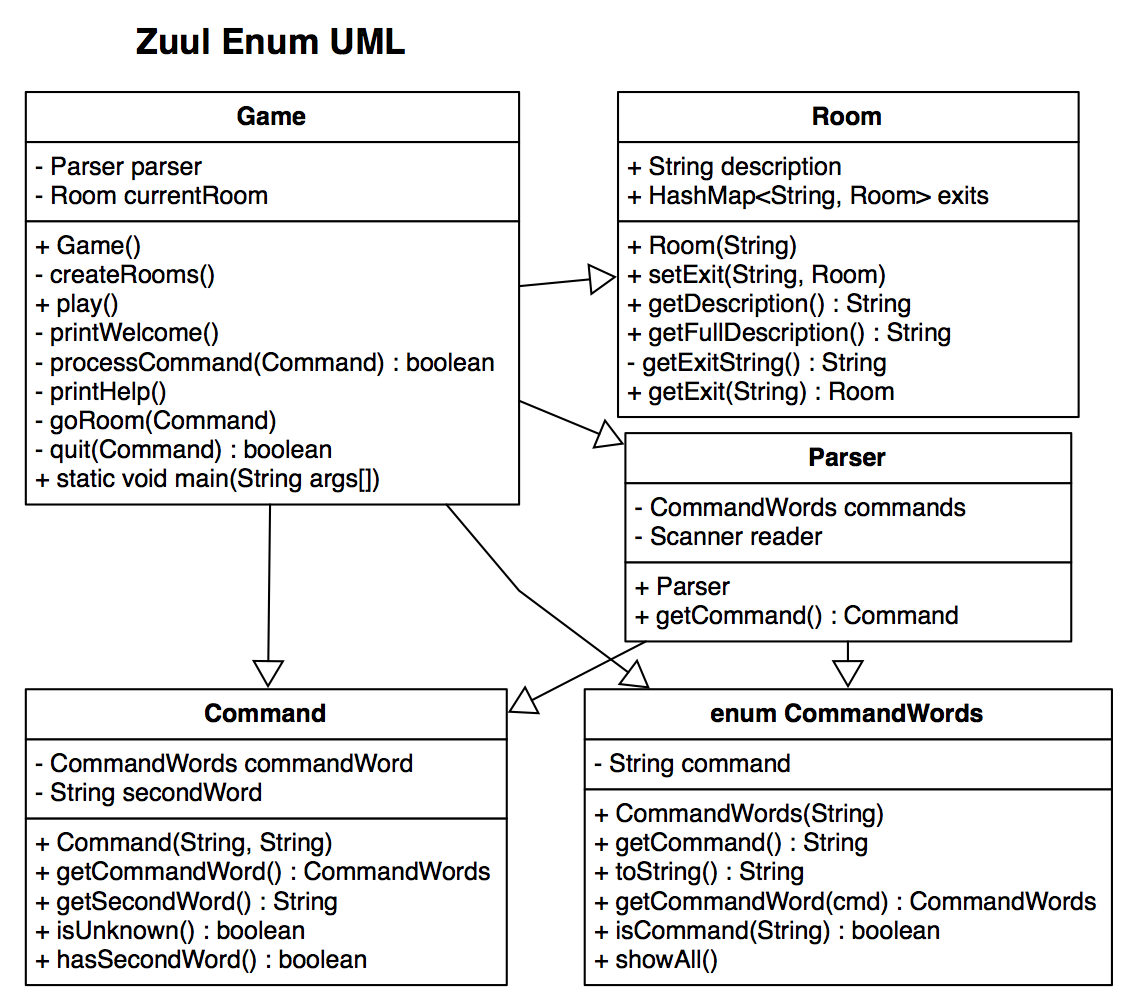 Zuul Enum UML
Game
- Parser parser
- Room currentRoom
+ Game()
- createRooms()
+ play()
- printWelcome()
- processCommand(Command) : boolean
- printHelp()
- goRoom(Command)
- quit(Command) : boolean
+ static void main(String args[])
Room
+ String description
+ HashMap<String, Room> exits
+ Room(String)
+ setExit(String, Room)
+ getDescription() : String
+ getFullDescription() : String
- getExitString() : String
+ getExit(String) : Room
Parser
- CommandWords commands
- Scanner reader
+ Parser
+ getCommand() : Command
Command
- CommandWords commandWord
- String secondWord
+ Command(String, String)
+ getCommandWord() : CommandWords
+ getSecondWord() : String
+ isUnknown() : boolean
+ hasSecondWord() : boolean
enum CommandWords
- String command
+ CommandWords(String)
+ getCommand() : String
+ toString() : String
+ getCommandWord(cmd) : CommandWords
+ isCommand(String) : boolean
+ showAll()